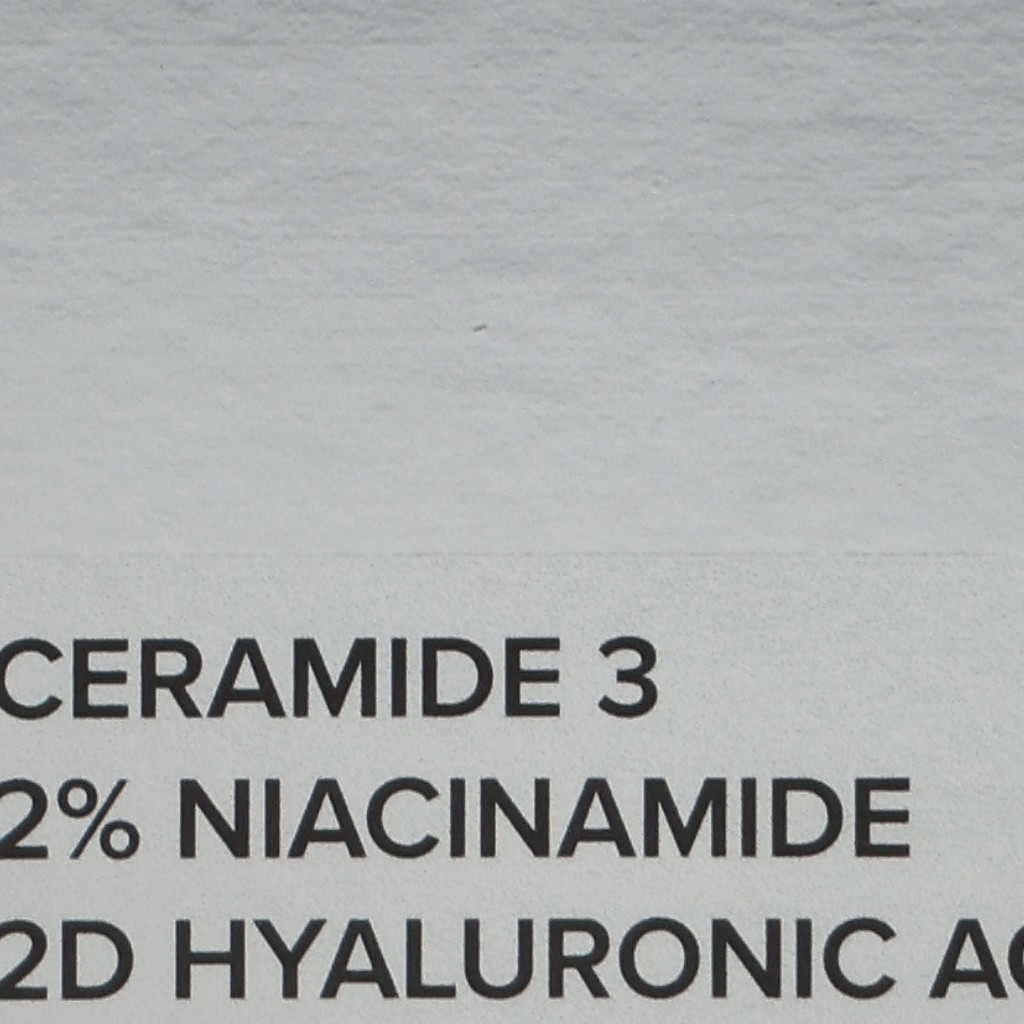 CERAMIDE 3
2% NIACINAMIDE
2D HYALURONIC